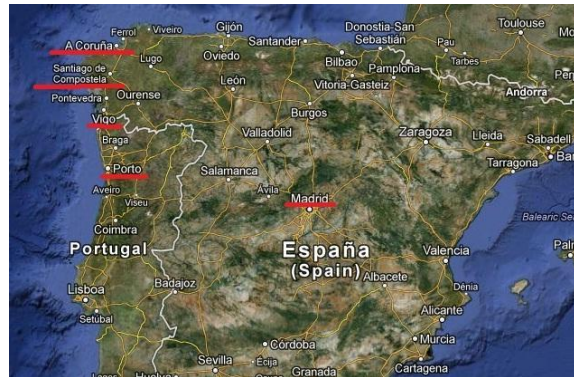 Ferrol
Viveiro
Gijón
Donostia-San
Sebastián
Toulouse
A Coruña
Santander
Oviedo
Bilbao
Pau
Tarbes
Lugo
Santiago de
Compostela
León
Vitoria-Gasteiz
Pamplona
Andorra
Pontevedra
Ourense
Burgos
Vigo
Valladolid
Zaragoza
Lleida
Sabadell
Braga
Tarragona
Porto
Salamanca
Ávila
Madrid
Aveiro
Viseu
Balearic Se
Coimbra
Portugal
España
(Spain)
Valencia
Lisboa
Badajoz
Albacete
Dénia
Setúbal
Alicante
Córdoba
Murcia
Sevilla
Écija
Granada
Cartagena